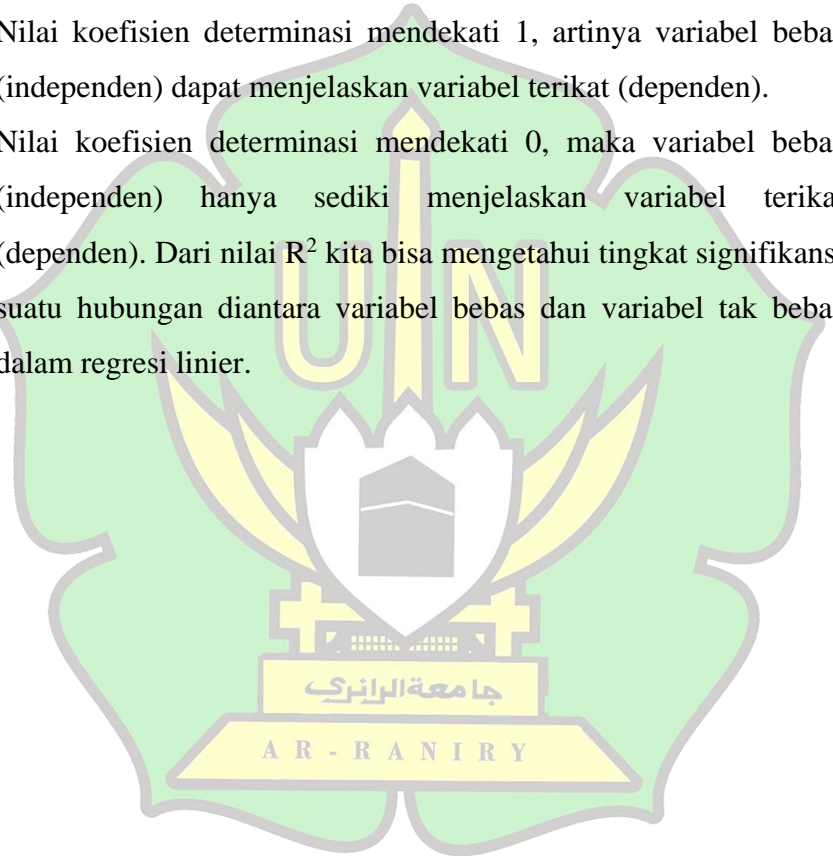 Nilai koefisien determinasi mendekati 1, artinya variabel beba
(independen) dapat menjelaskan variabel terikat (dependen).
Nilai koefisien determinasi mendekati 0, maka variabel beba
(independen) hanya sediki menjelaskan variabel terika
(dependen). Dari nilai R² kita bisa mengetahui tingkat signifikans
suatu hubungan diantara variabel bebas dan variabel tak beba
dalam regresi linier.
UIN
جامعة الرانري
AR-RANIRY